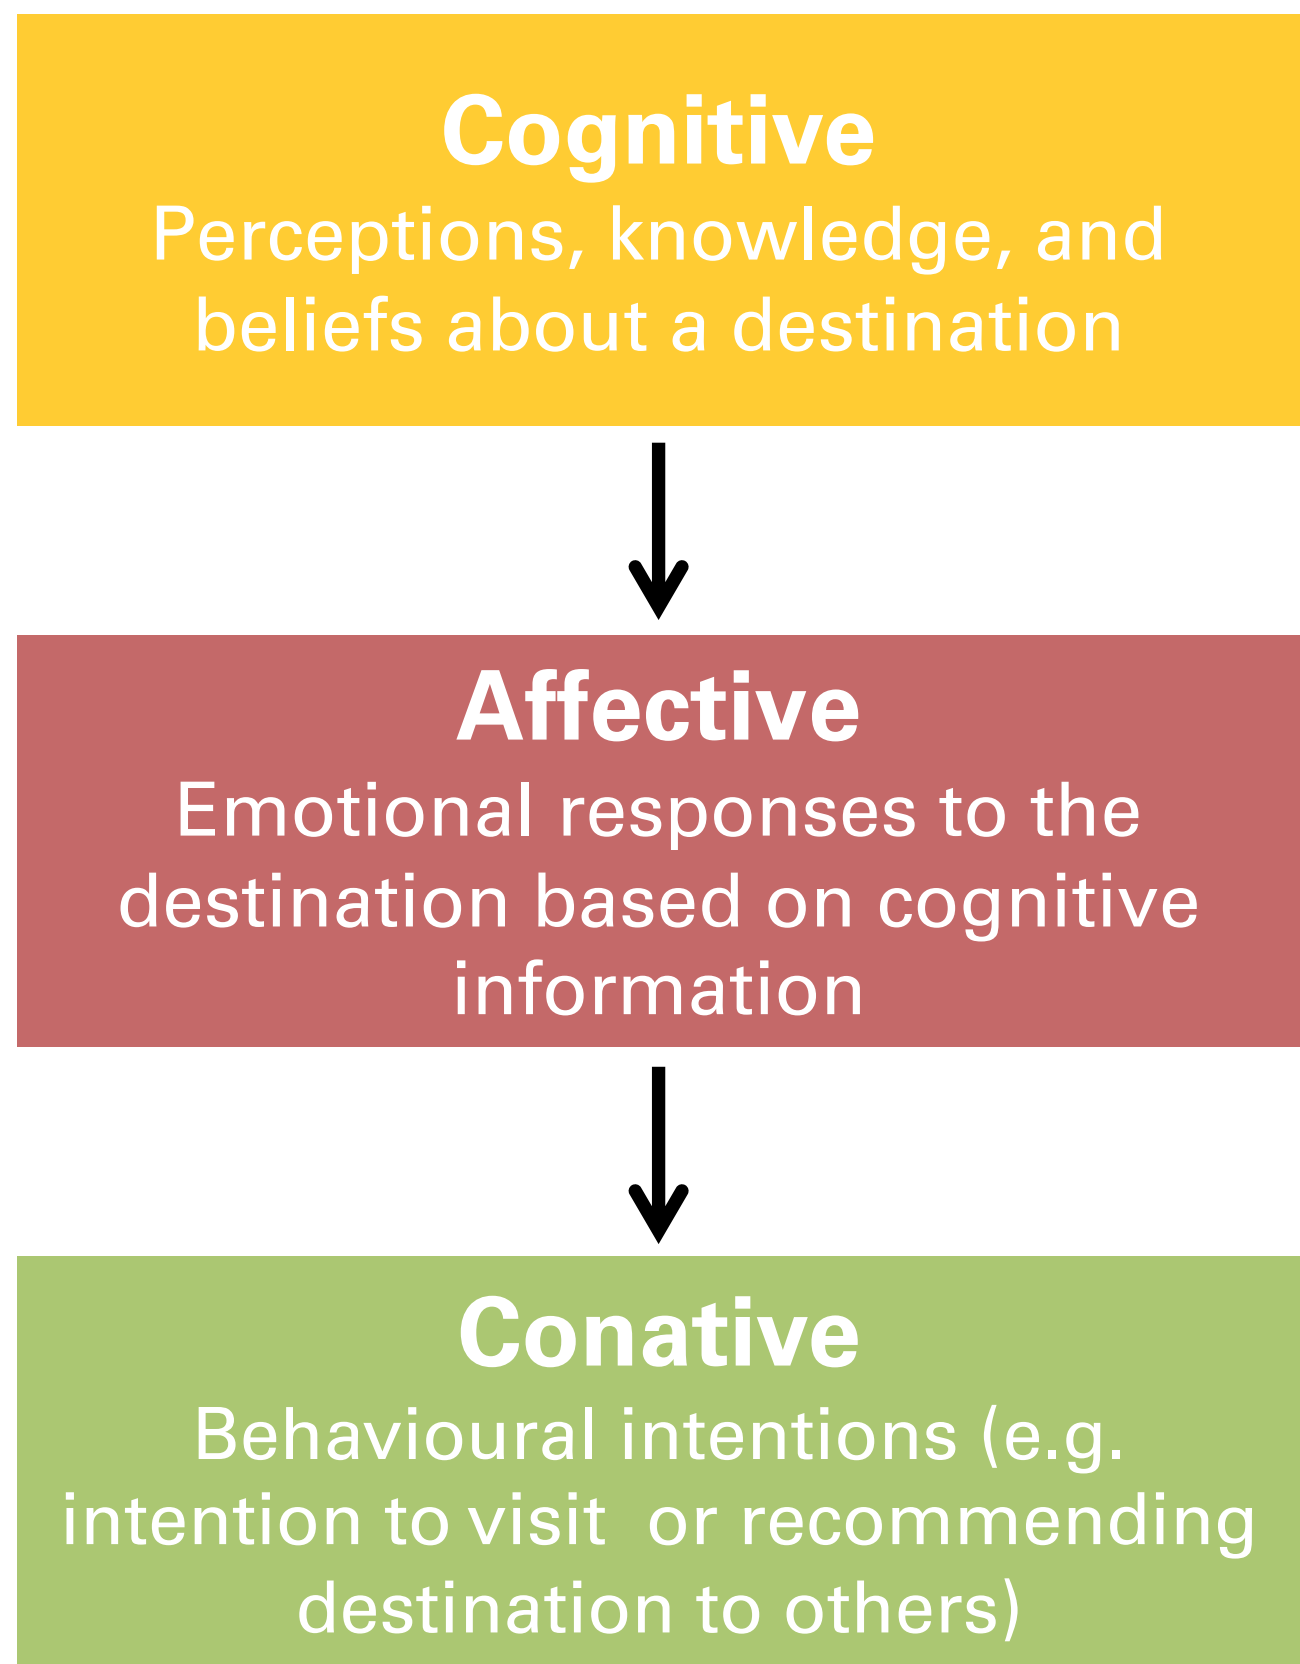 Cognitive
Perceptions, knowledge, and
beliefs about a destination
Affective
Emotional responses to the
destination based on cognitive
information
Conative
Behavioural intentions (e.g.
intention to visit  or recommending
destination to others)